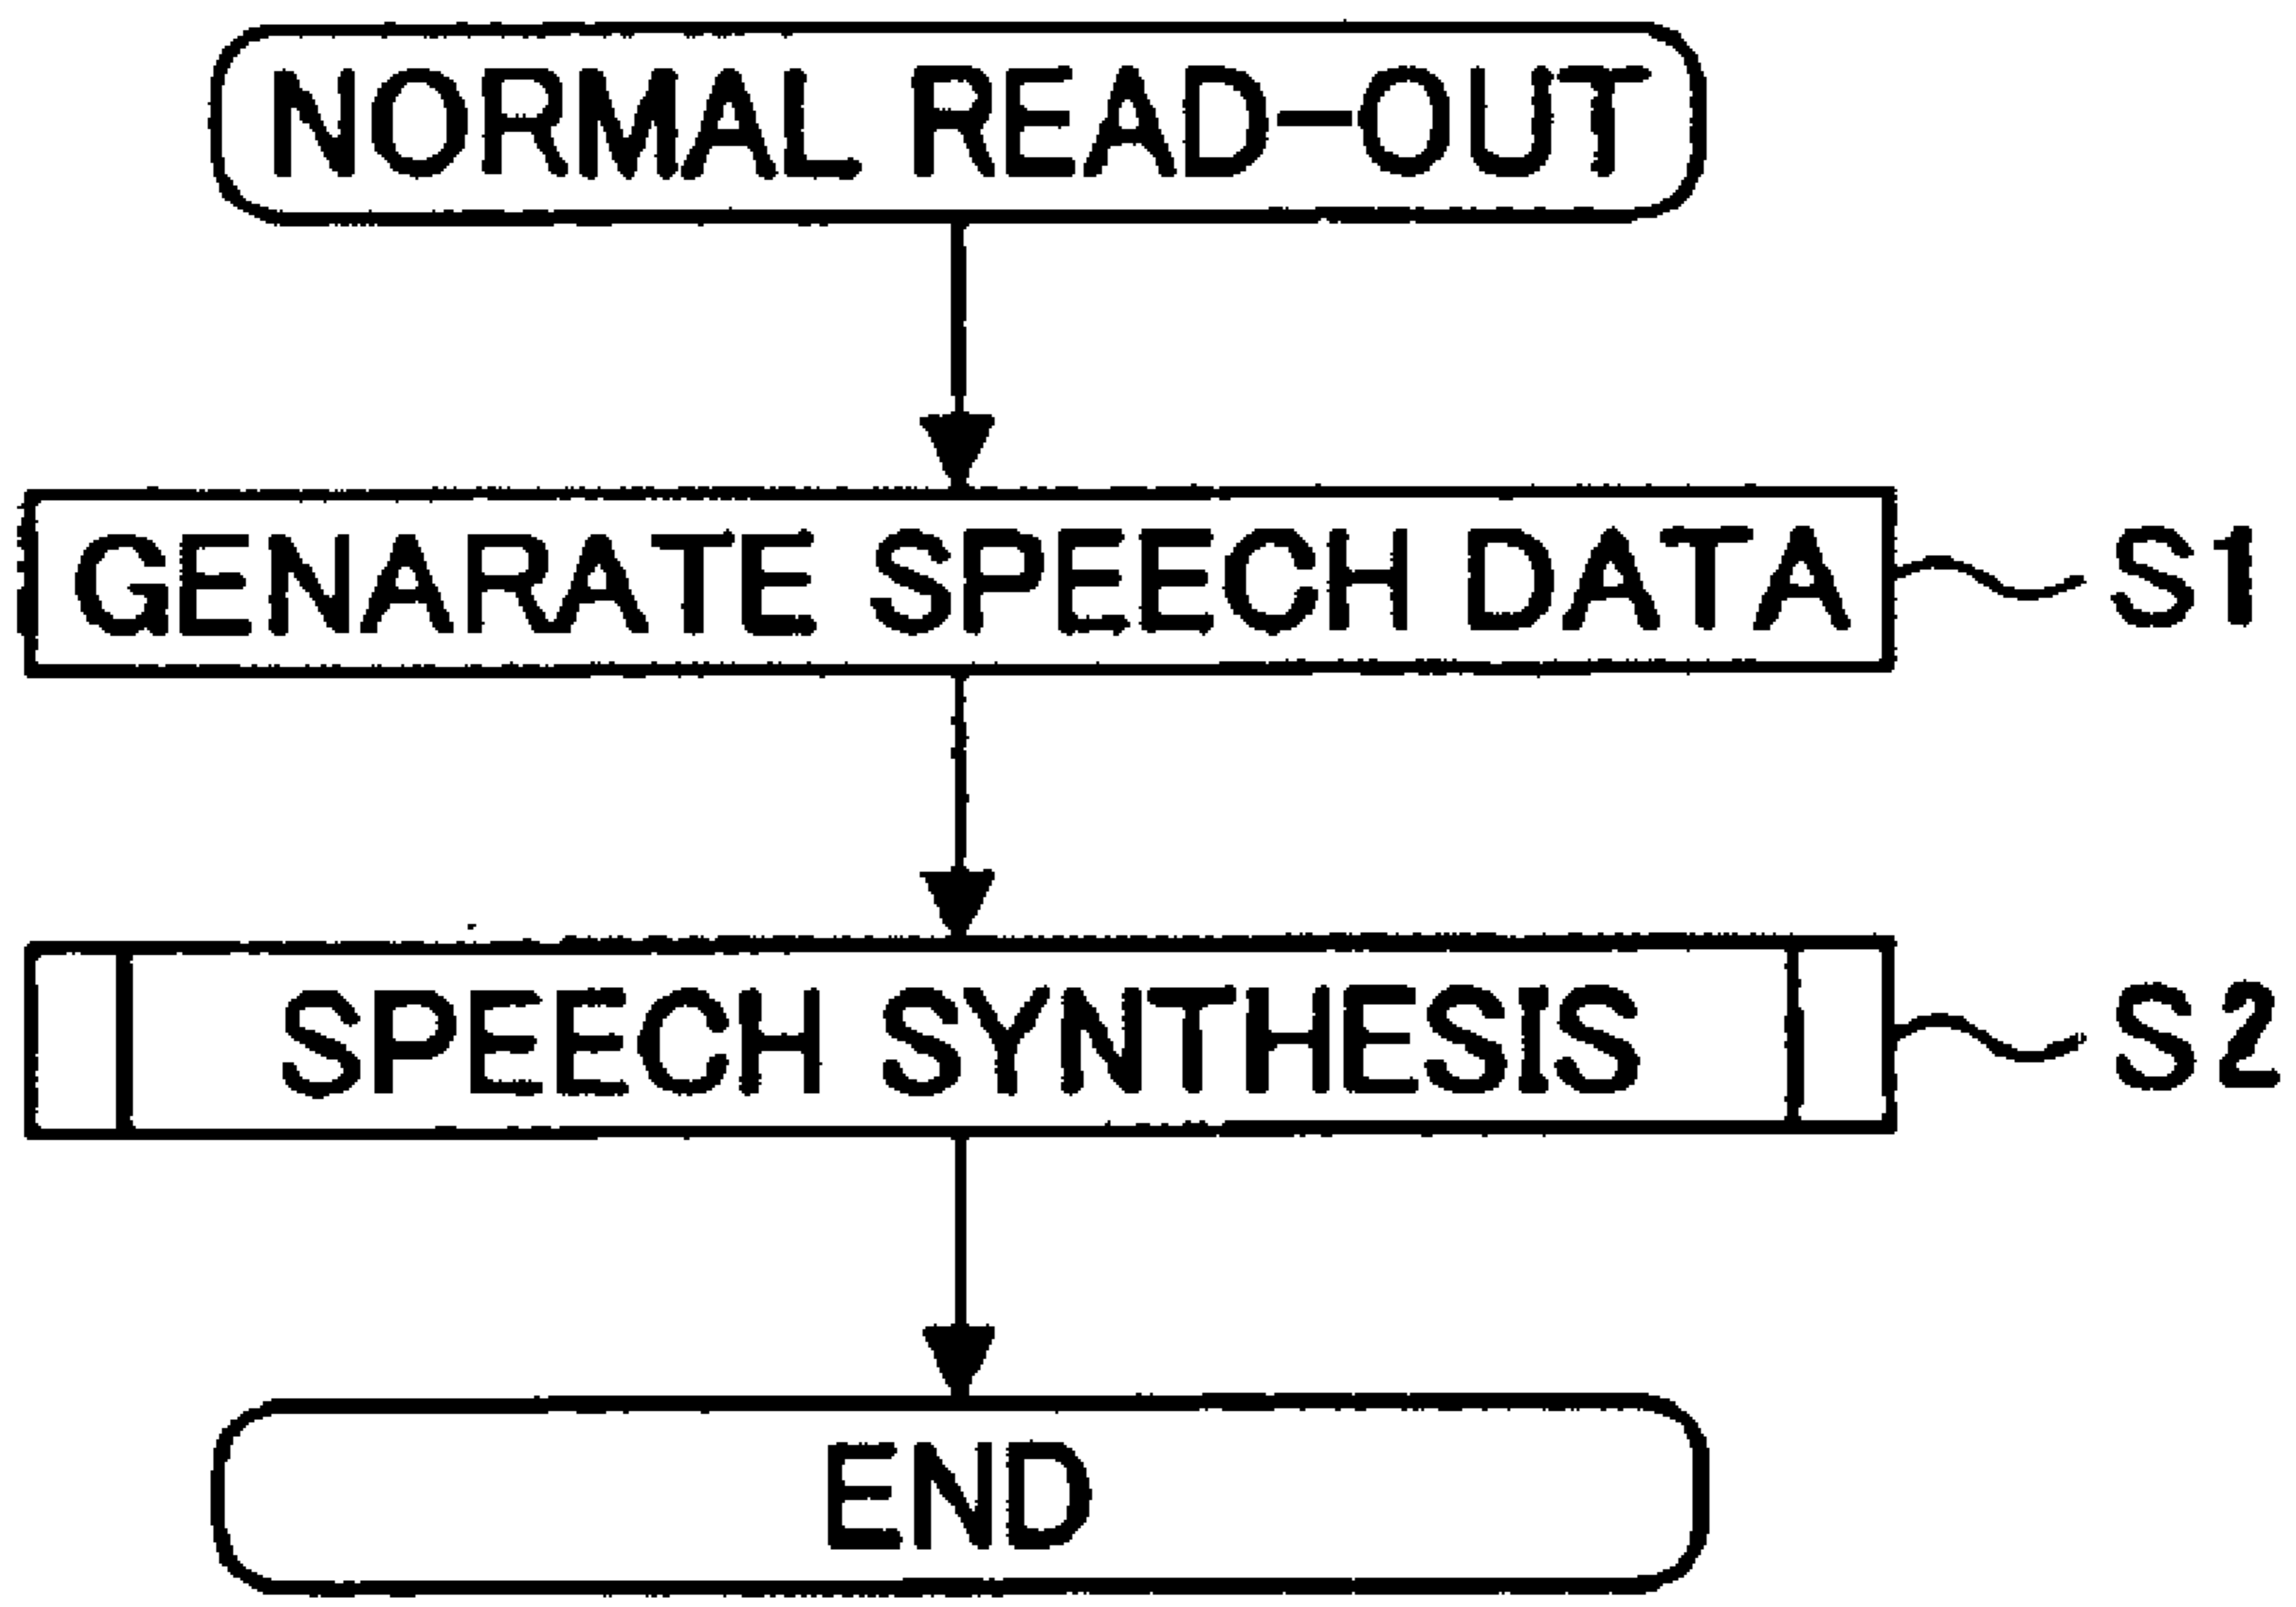 NORMAL READ-OUT
GENARATE SPEECH DATA S1
SPEECH SYNTHESIS S2
END